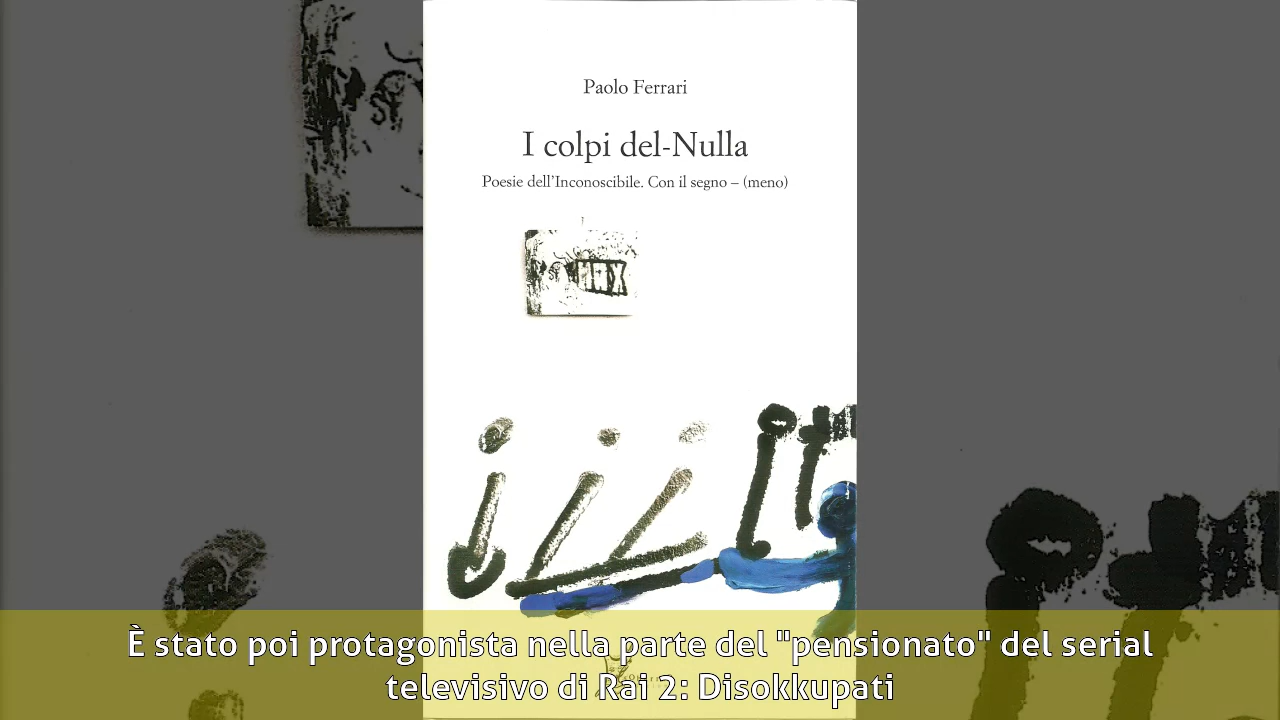 Paolo Ferrari
I colpi del-Nulla
Poesie dell'Inconoscibile. Con il segno – (meno)
È stato poi protagonista nella parte del "pensionato" del serial
televisivo di Rai 2: Disokkupati